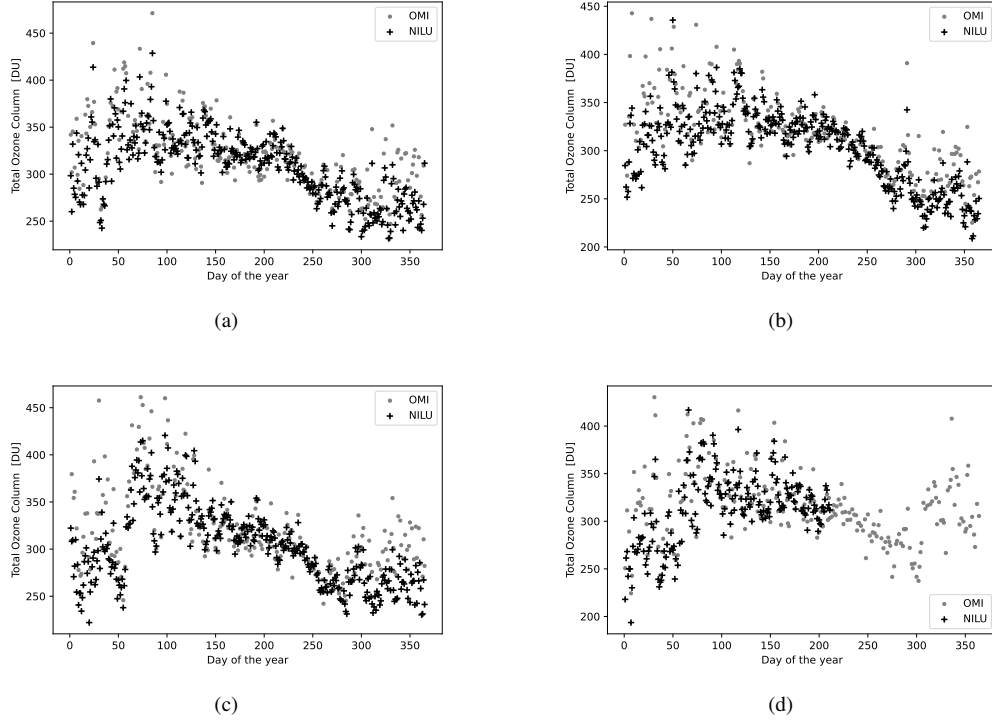 OMI
NILU
450
400
350
300
250
0 50 100 150 200 250 300 350
Day of the year
Total Ozone Column [DU]
(a)
OMI
NILU
450
400
350
300
250
200
0 50 100 150 200 250 300 350
Day of the year
Total Ozone Column [DU]
(b)
OMI
NILU
450
400
350
300
250
0 50 100 150 200 250 300 350
Day of the year
Total Ozone Column [DU]
(c)
400
350
300
250
200
OMI
NILU
0 50 100 150 200 250 300 350
Day of the year
Total Ozone Column [DU]
(d)